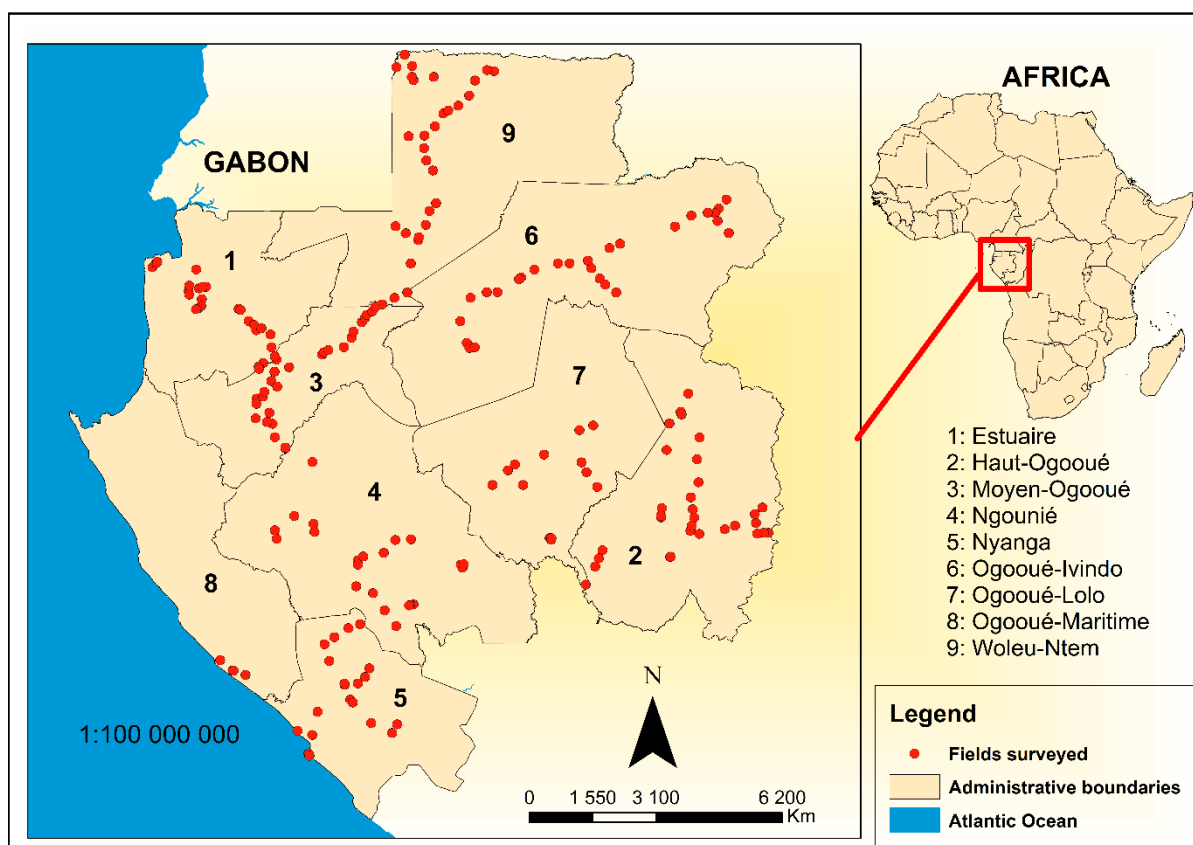 GABON
9
6
1
3
7
4
2
8
5
1:100 000 000
N
0 1 550 3 100 6 200
Km
AFRICA
1: Estuaire
2: Haut-Ogooué
3: Moyen-Ogooué
4: Ngounié
5: Nyanga
6: Ogooué-Ivindo
7: Ogooué-Lolo
8: Ogooué-Maritime
9: Woleu-Ntem
Legend
Fields surveyed
Administrative boundaries
Atlantic Ocean